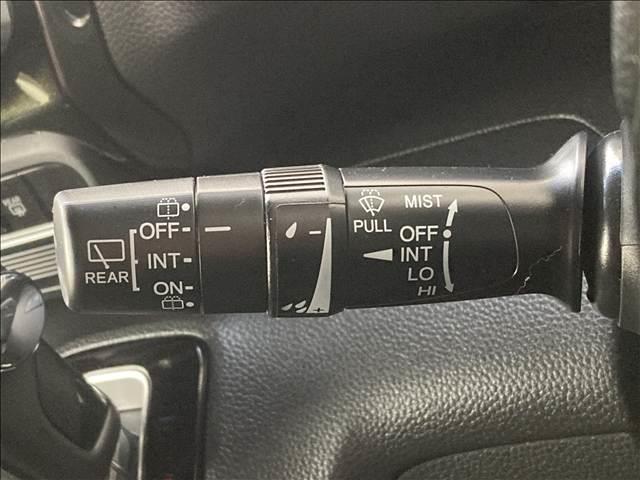 OFF
REAR
INT
ON
PULL
MIST
OFF
INT
LO
HI